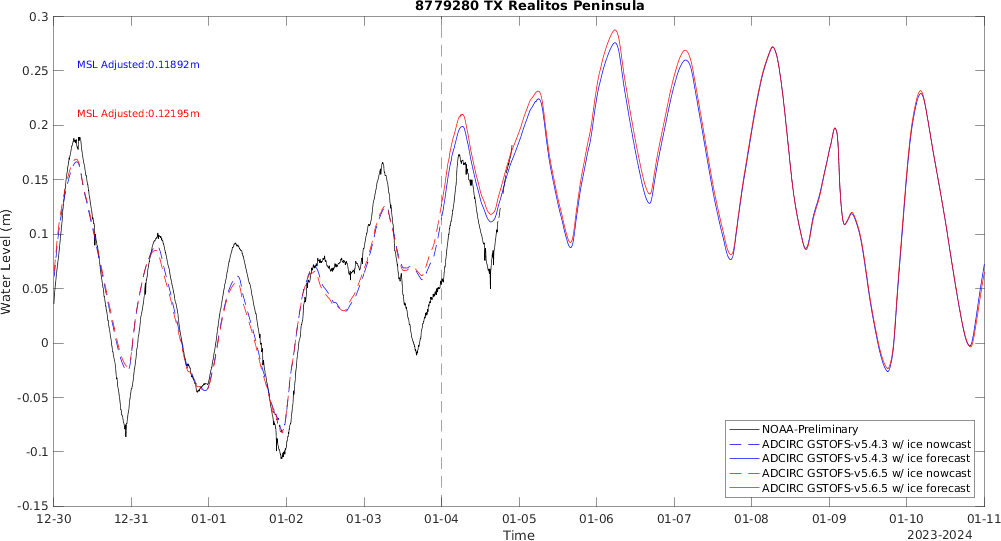 8779280 TX Realitos Peninsula
MSL Adjusted:0.11892m
MSL Adjusted:0.12195m
Water Level (m)
0.3
0.25
0.2
0.15
0.1
0.05
0
-0.05
-0.1
-0.15
NOAA-Preliminary
ADCIRC GSTOFS-v5.4.3 w/ ice nowcast
ADCIRC GSTOFS-v5.4.3 w/ ice forecast
ADCIRC GSTOFS-v5.6.5 w/ ice nowcast
ADCIRC GSTOFS-v5.6.5 w/ ice forecast
12-30 12-31 01-01 01-02 01-03 01-04 01-05 01-06 01-07 01-08 01-09 01-10 01-11
Time
2023-2024